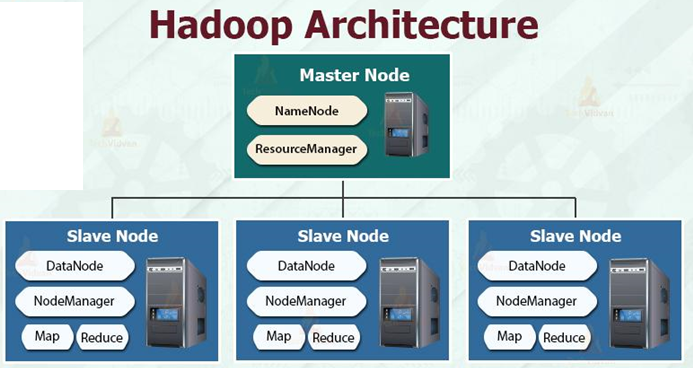 Hadoop Architecture
Master Node
NameNode
ResourceManager
Slave Node
DataNode
NodeManager
Map Reduce
Slave Node
DataNode
NodeManager
Map Reduce
Slave Node
DataNode
NodeManager
Map Reduce